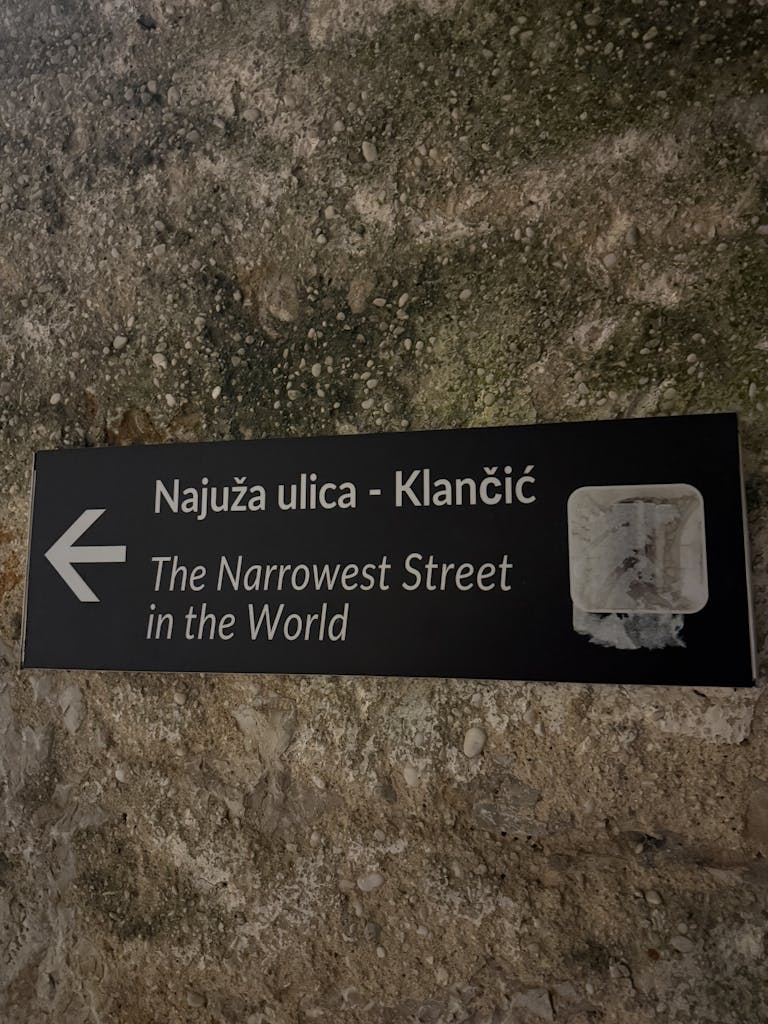 Najuža ulica - Klančić
The Narrowest Street
in the World